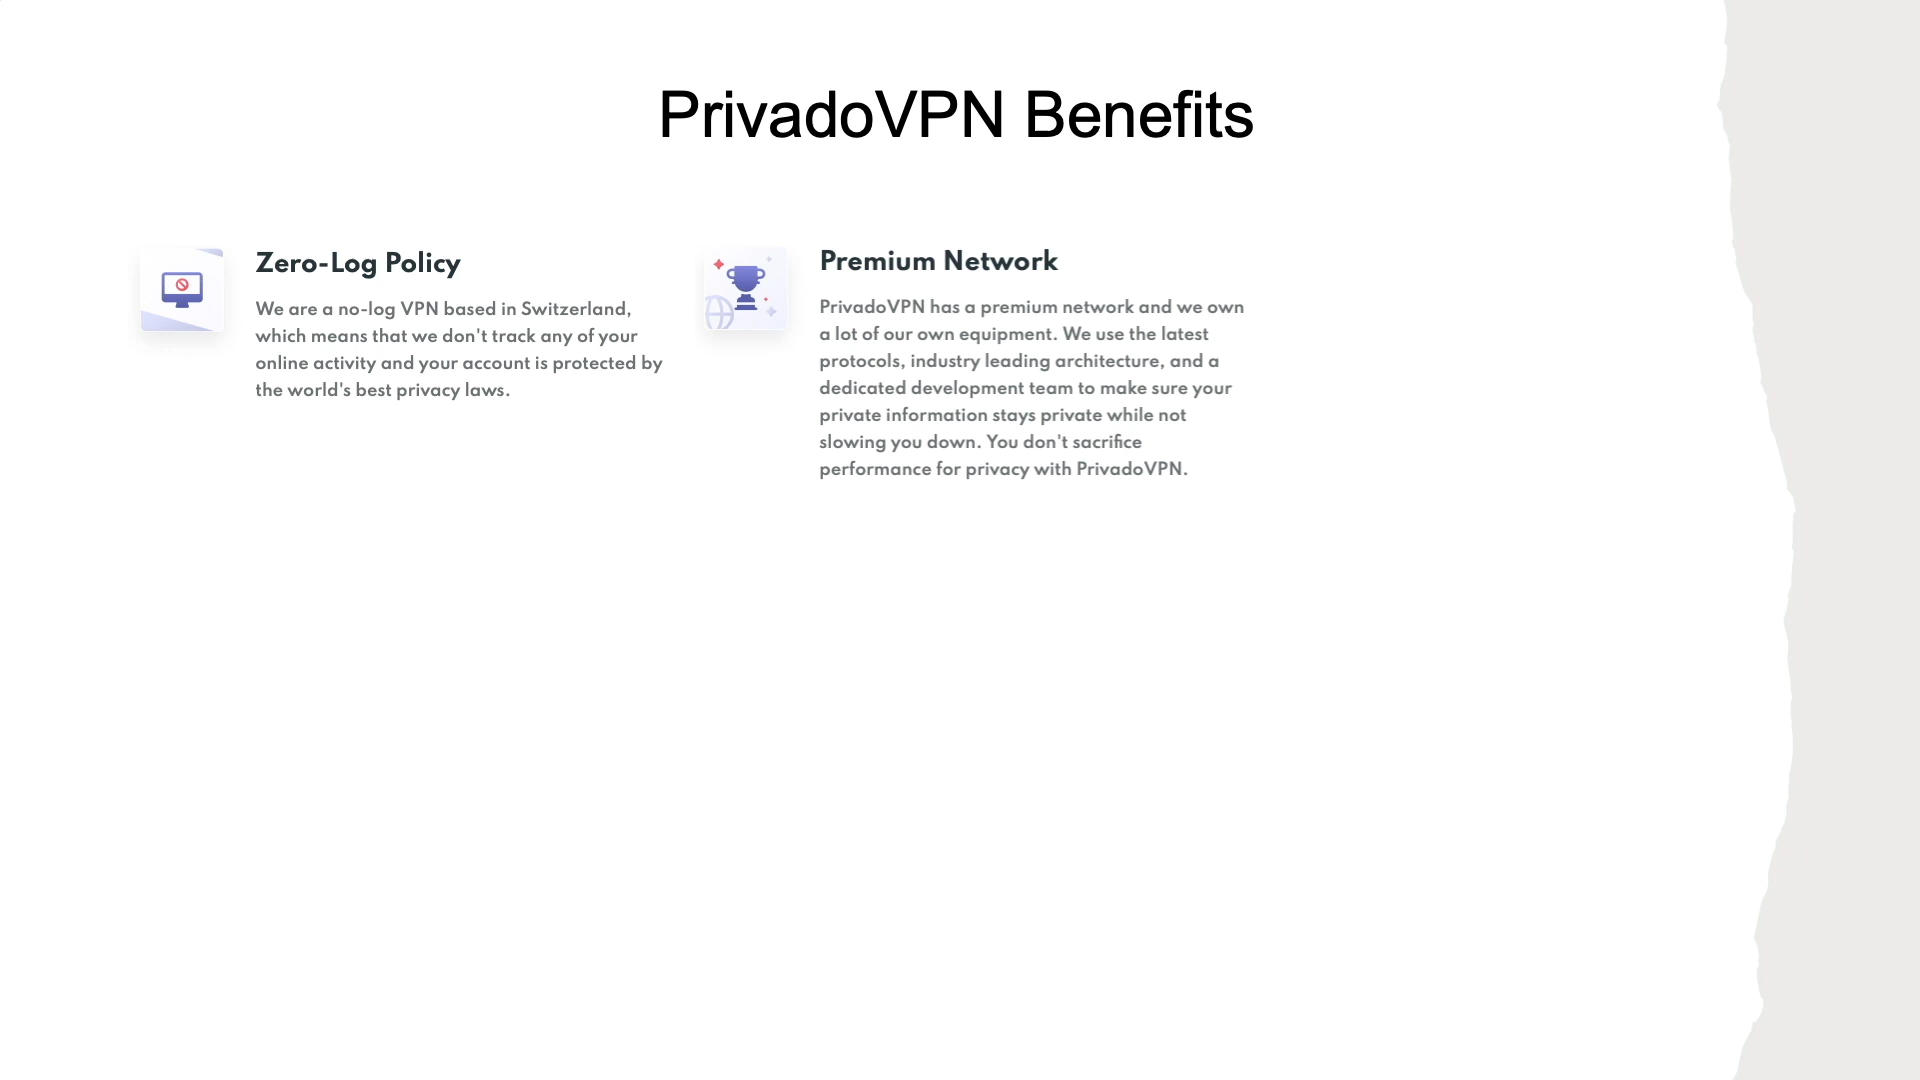 PrivadoVPN Benefits
Zero-Log Policy
We are a no-log VPN based in Switzerland,
which means that we don't track any of your
online activity and your account is protected by
the world's best privacy laws.
Premium Network
PrivadoVPN has a premium network and we own
a lot of our own equipment. We use the latest
protocols, industry leading architecture, and a
dedicated development team to make sure your
private information stays private while not
slowing you down. You don't sacrifice
performance for privacy with PrivadoVPN.